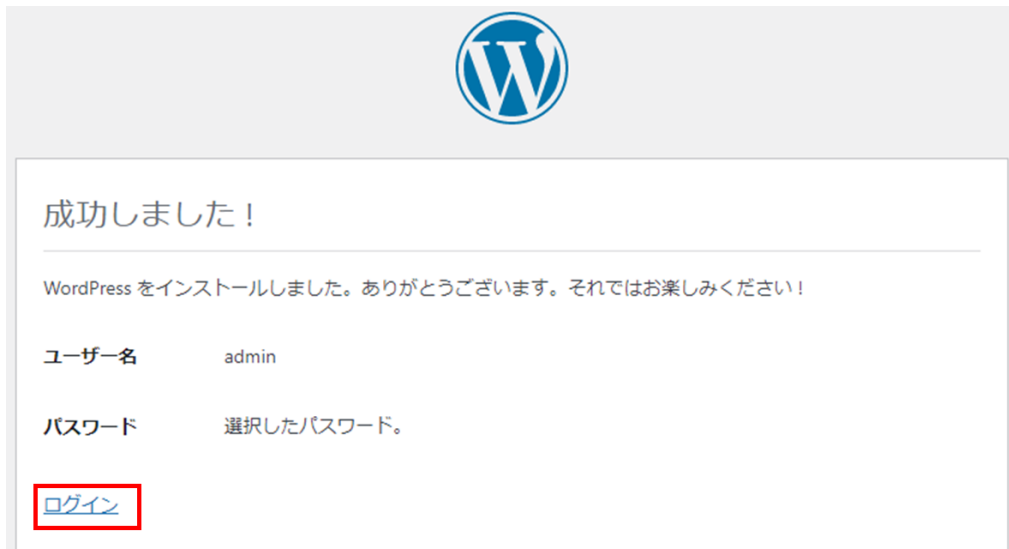 成功しました !
WordPress をインストールしました。ありがとうございます。それではお楽しみください !
ユーザー名 admin
パスワード 選択したパスワード。
ログイン